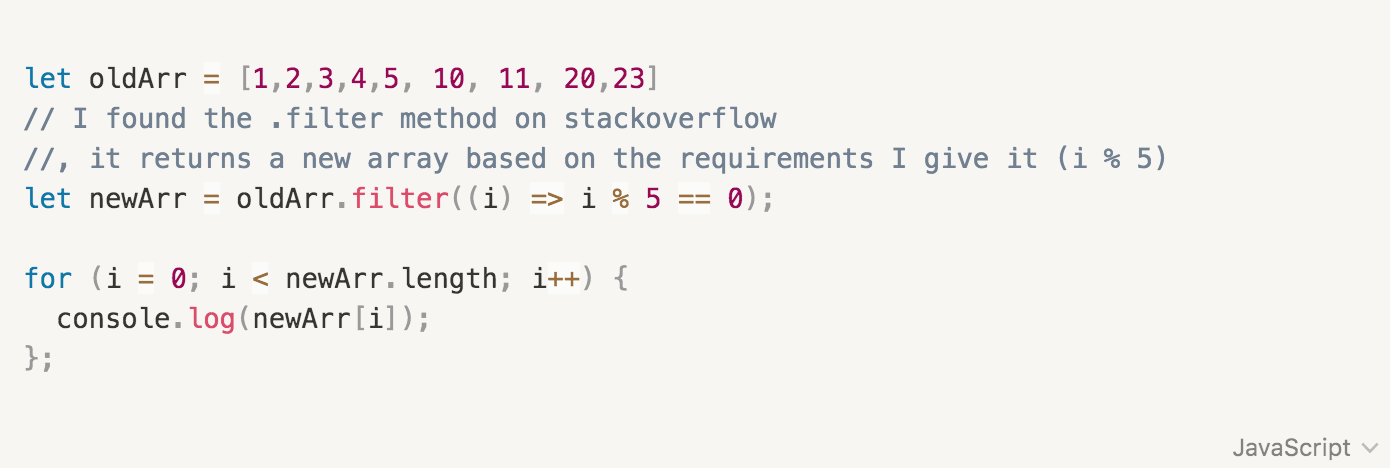 let oldArr = [1,2,3,4,5, 10, 11, 20,23]
// I found the .filter method on stackoverflow
//, it returns a new array based on the requirements I give it (i % 5)
let newArr = oldArr.filter((i) => i % 5 == 0);
for (i = 0; i < newArr.length; i++) {
  console.log(newArr[i]);
};
JavaScript